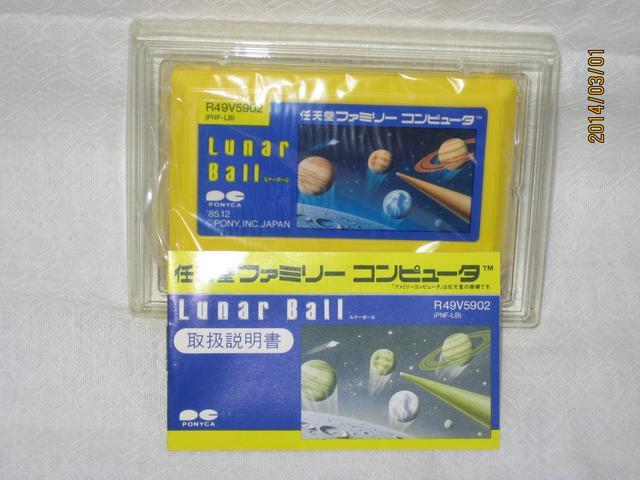 2014/03/01
R49V5902
(PNF-LB)
任天堂ファミリー コンピュータ™
Lunar
Ball
ルナーボール
PONYCA
'85.12
©PONY, INC. JAPAN
任天堂ファミリー コンピュータ™
「ファミリーコンピュータ」は任天堂の商標です。
Lunar Ball
ルナーボール
R49V5902
(PNF-LB)
取扱説明書
PONYCA